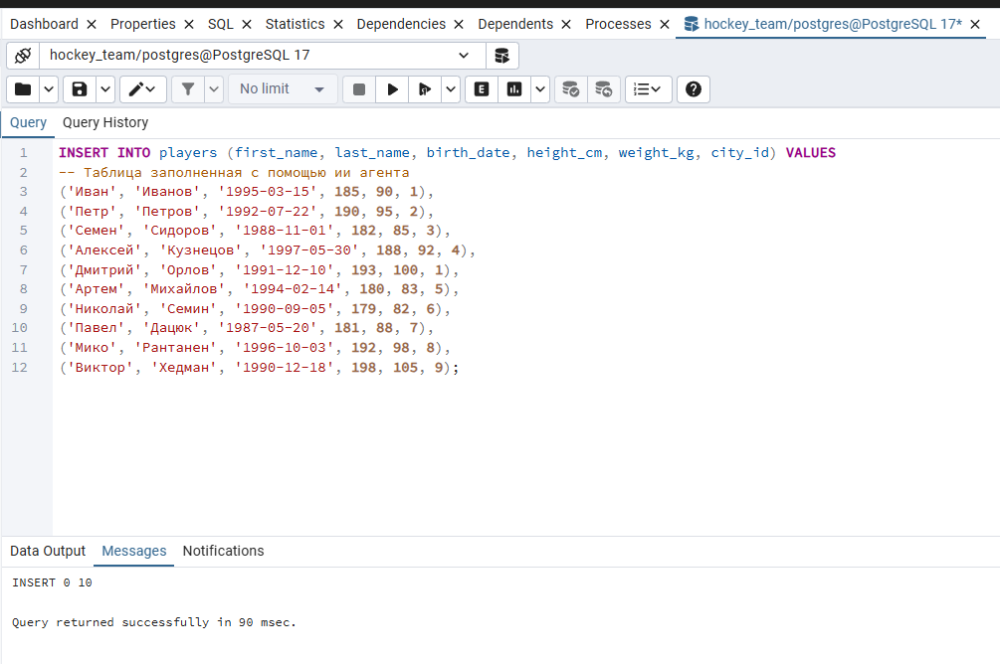 Dashboard Properties SQL Statistics Dependencies Dependents Processes hockey_team/postgres@PostgreSQL 17*
hockey_team/postgres@PostgreSQL 17
No limit E
Query Query History
1 INSERT INTO players (first_name, last_name, birth_date, height_cm, weight_kg, city_id) VALUES
2 -- Таблица заполненная с помощью ии агента
3 ('Иван', 'Иванов', '1995-03-15', 185, 90, 1),
4 ('Петр', 'Петров', '1992-07-22', 190, 95, 2),
5 ('Семен', 'Сидоров', '1988-11-01', 182, 85, 3),
6 ('Алексей', 'Кузнецов', '1997-05-30', 188, 92, 4),
7 ('Дмитрий', 'Орлов', '1991-12-10', 193, 100, 1),
8 ('Артем', 'Михайлов', '1994-02-14', 180, 83, 5),
9 ('Николай', 'Семин', '1990-09-05', 179, 82, 6),
10 ('Павел', 'Дацюк', '1987-05-20', 181, 88, 7),
11 ('Мико', 'Рантанен', '1996-10-03', 192, 98, 8),
12 ('Виктор', 'Хедман', '1990-12-18', 198, 105, 9);
Data Output Messages Notifications
INSERT 0 10
Query returned successfully in 90 msec.